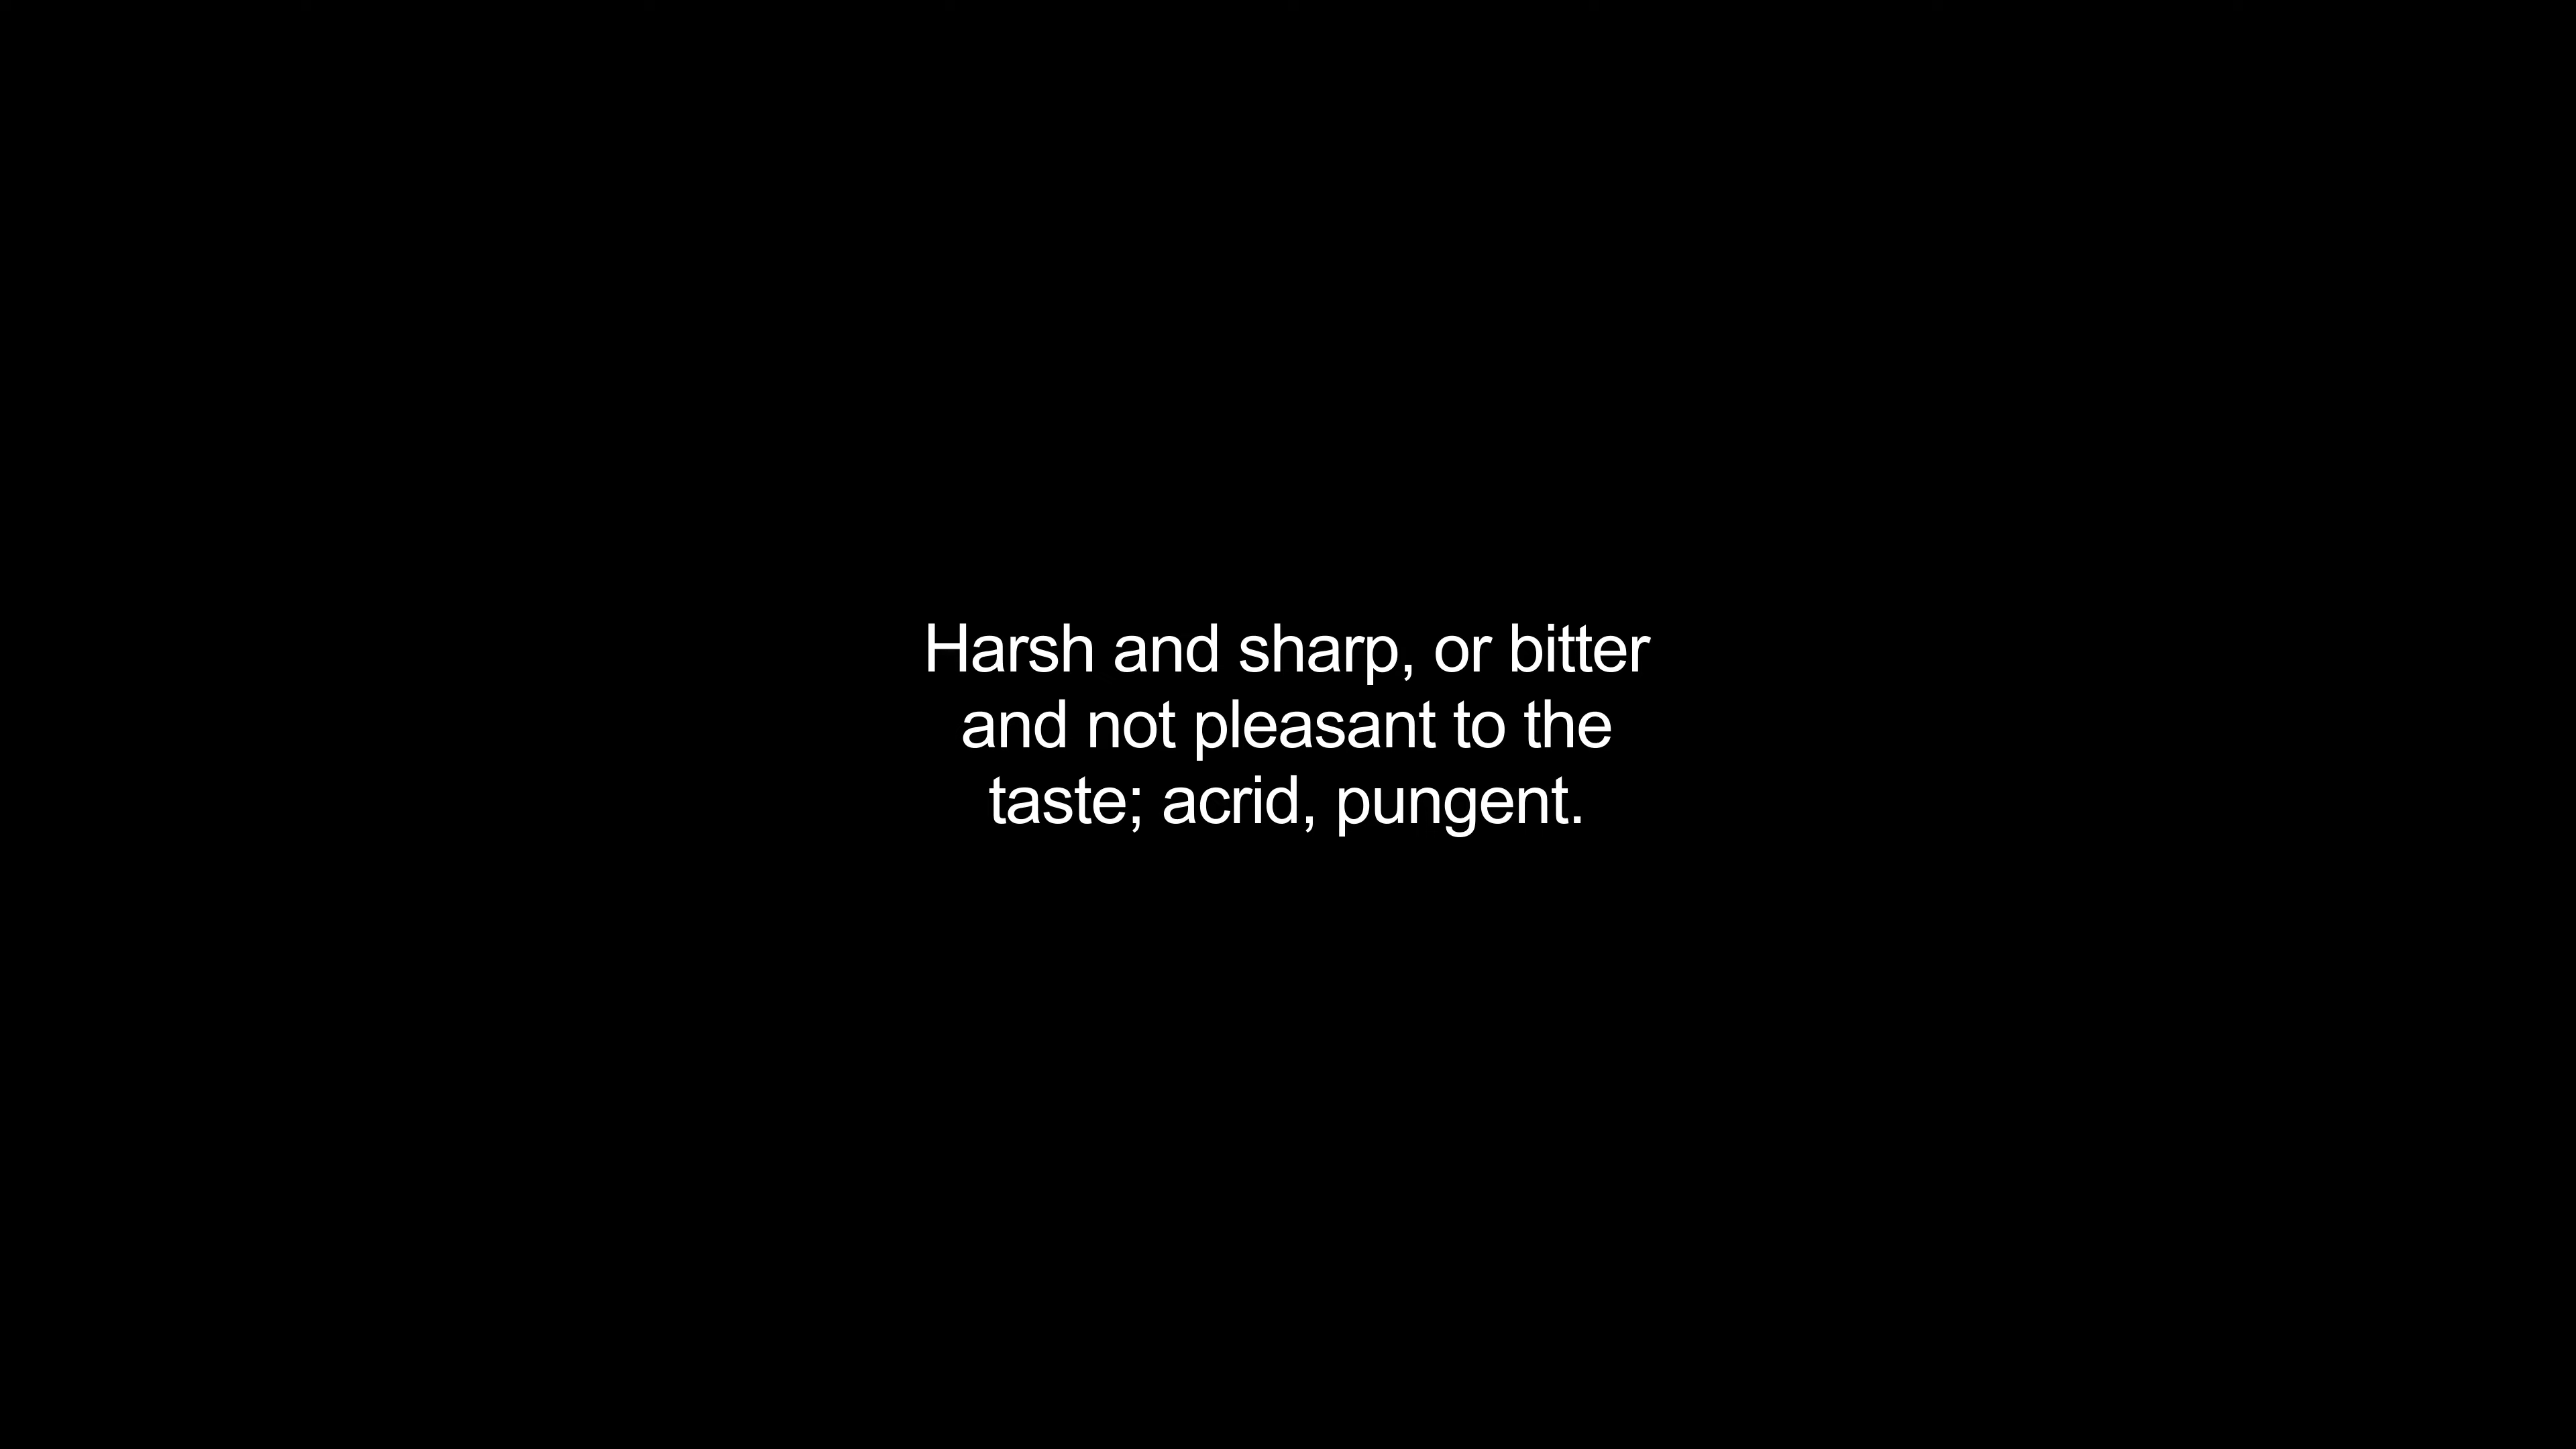 Harsh and sharp, or bitter
and not pleasant to the
taste; acrid, pungent.